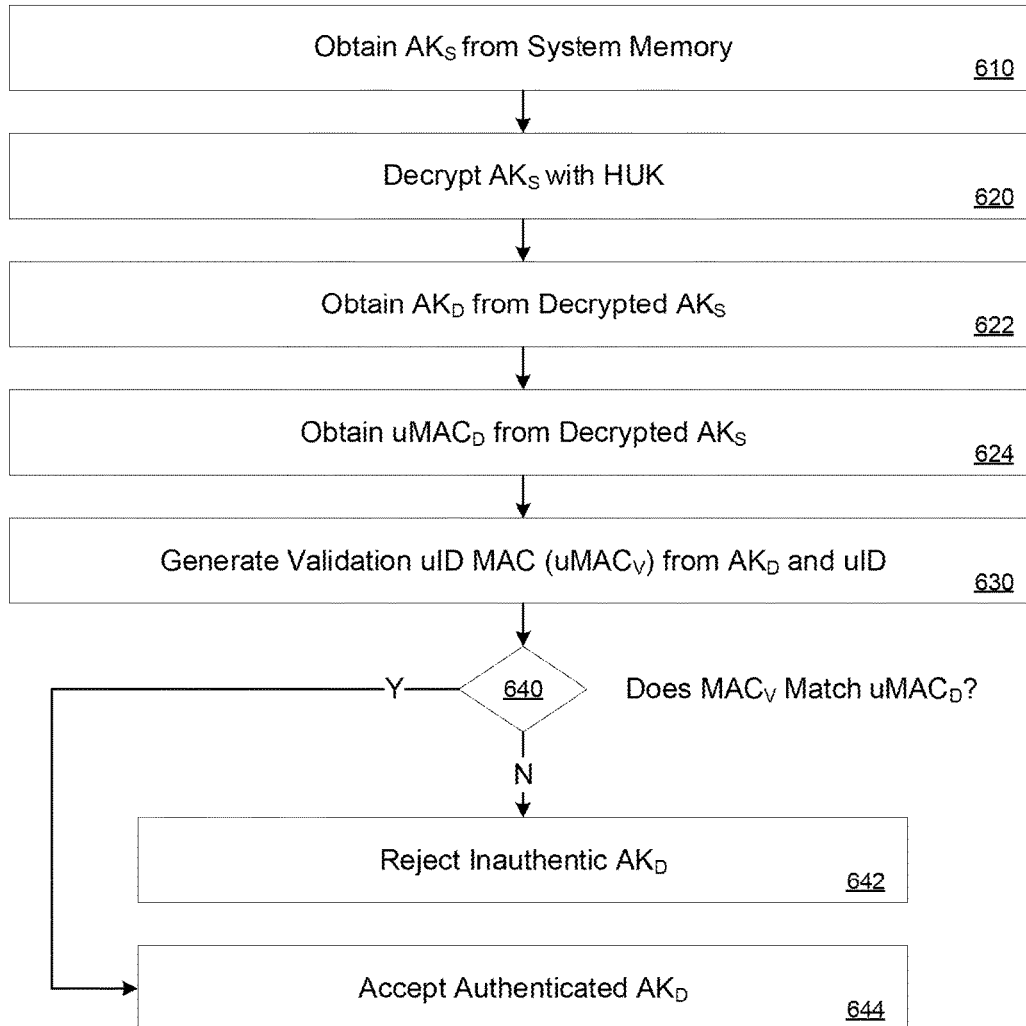 Obtain AKS from System Memory
610
Decrypt AKS with HUK
620
Obtain AKD from Decrypted AKS
622
Obtain uMACD from Decrypted AKS
624
Generate Validation uID MAC (uMACV) from AKD and uID
630
Y
640
Does MACV Match uMACD?
N
Reject Inauthentic AKD
642
Accept Authenticated AKD
644